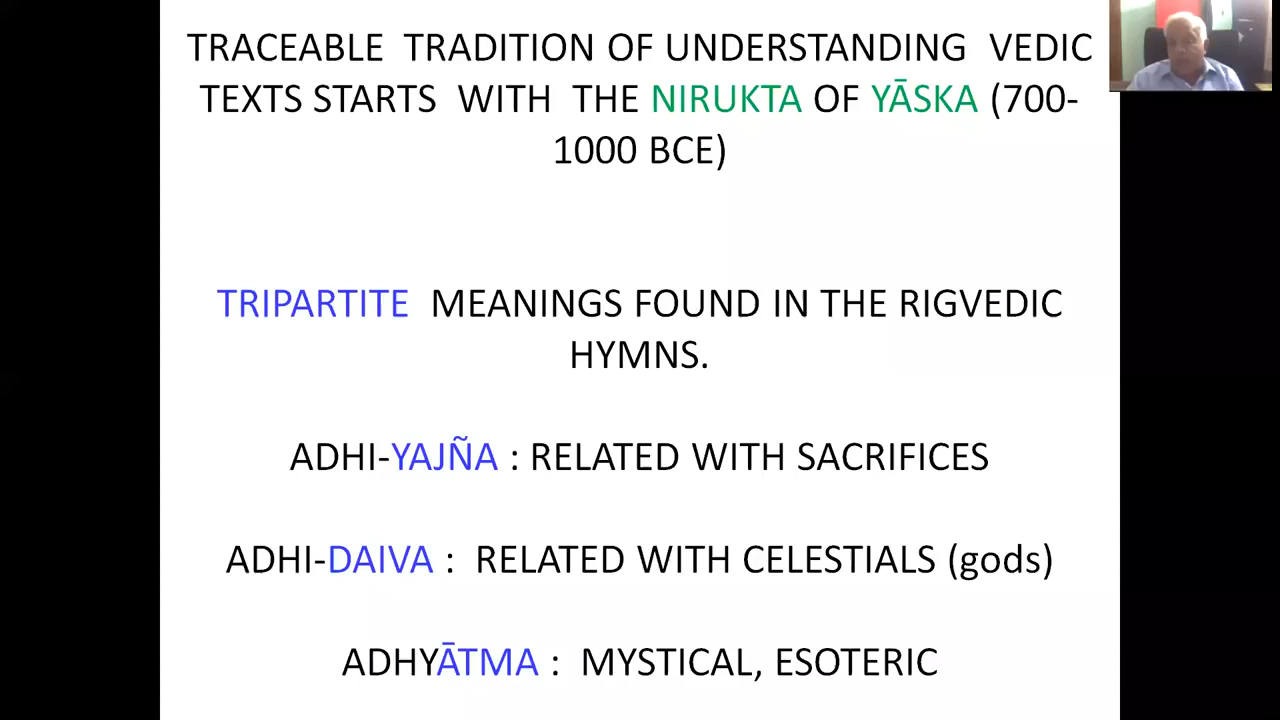 TRACEABLE TRADITION OF UNDERSTANDING VEDIC
TEXTS STARTS WITH THE NIRUKTA OF YĀSKA (700-
1000 BCE)
TRIPARTITE MEANINGS FOUND IN THE RIGVEDIC
HYMNS.
ADHI-YAJÑA : RELATED WITH SACRIFICES
ADHI-DAIVA : RELATED WITH CELESTIALS (gods)
ADHYĀTMA : MYSTICAL, ESOTERIC